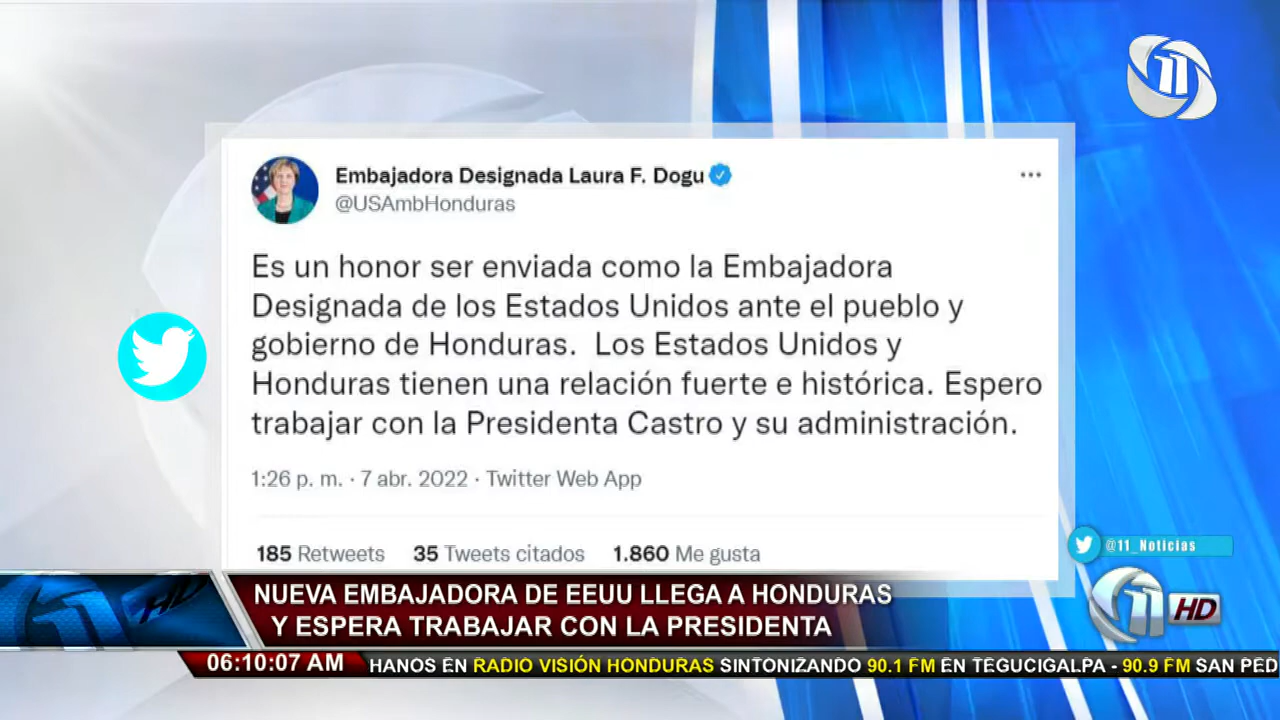 11
Embajadora Designada Laura F. Dogu
@USAmbHonduras
Es un honor ser enviada como la Embajadora
Designada de los Estados Unidos ante el pueblo y
gobierno de Honduras. Los Estados Unidos y
Honduras tienen una relación fuerte e histórica. Espero
trabajar con la Presidenta Castro y su administración.
1:26 p. m. · 7 abr. 2022 · Twitter Web App
185 Retweets 35 Tweets citados 1.860 Me gusta
@11_Noticias
11 HD
NUEVA EMBAJADORA DE EEUU LLEGA A HONDURAS
Y ESPERA TRABAJAR CON LA PRESIDENTA
11 HD
06:10:07 AM HANOS EN RADIO VISIÓN HONDURAS SINTONIZANDO 90.1 FM EN TEGUCIGALPA - 90.9 FM SAN PED